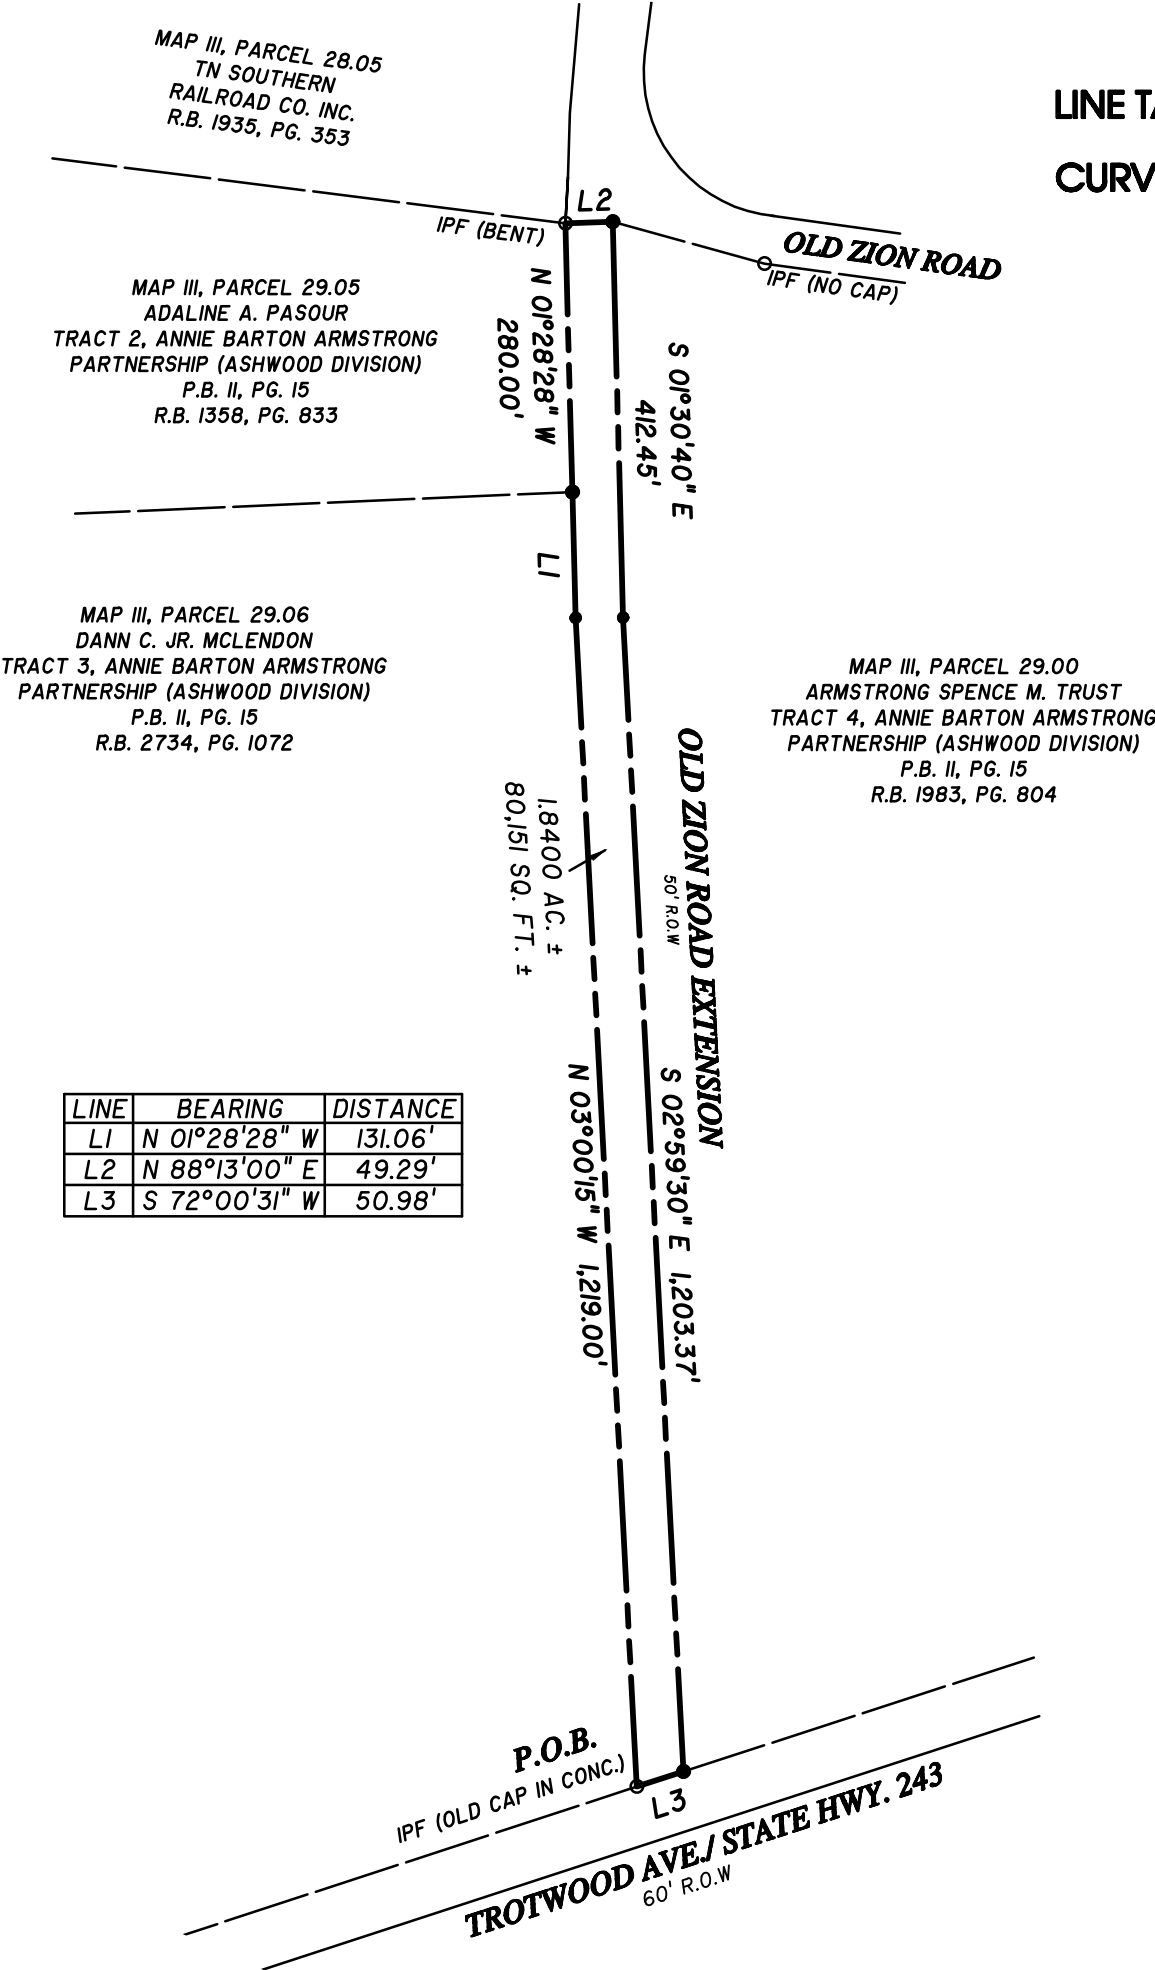 MAP 111, PARCEL 28.05
TN SOUTHERN
RAILROAD CO. INC.
R.B. 1935, PG. 353
LINE TA
CURV
L2
IPF (BENT)
OLD ZION ROAD
IPF (NO CAP)
MAP 111, PARCEL 29.05
ADALINE A. PASOUR
TRACT 2, ANNIE BARTON ARMSTRONG
PARTNERSHIP (ASHWOOD DIVISION)
P.B. 11, PG. 15
R.B. 1358, PG. 833
N 01°28'28" W
280.00'
S 01°30'40" E
412.45'
L1
MAP 111, PARCEL 29.06
DANN C. JR. MCLENDON
TRACT 3, ANNIE BARTON ARMSTRONG
PARTNERSHIP (ASHWOOD DIVISION)
P.B. 11, PG. 15
R.B. 2734, PG. 1072
MAP 111, PARCEL 29.00
ARMSTRONG SPENCE M. TRUST
TRACT 4, ANNIE BARTON ARMSTRONG
PARTNERSHIP (ASHWOOD DIVISION)
P.B. 11, PG. 15
R.B. 1983, PG. 804
OLD ZION ROAD EXTENSION
50' R.O.W
1.8400 AC. ±
80,151 SQ. FT. ±
LINE BEARING DISTANCE
L1 N 01°28'28" W 131.06'
L2 N 88°13'00" E 49.29'
L3 S 72°00'31" W 50.98'
N 03°00'15" W 1,219.00'
S 02°59'30" E 1,203.37'
P.O.B.
IPF (OLD CAP IN CONC.)
L3
TROTWOOD AVE./ STATE HWY. 243
60' R.O.W